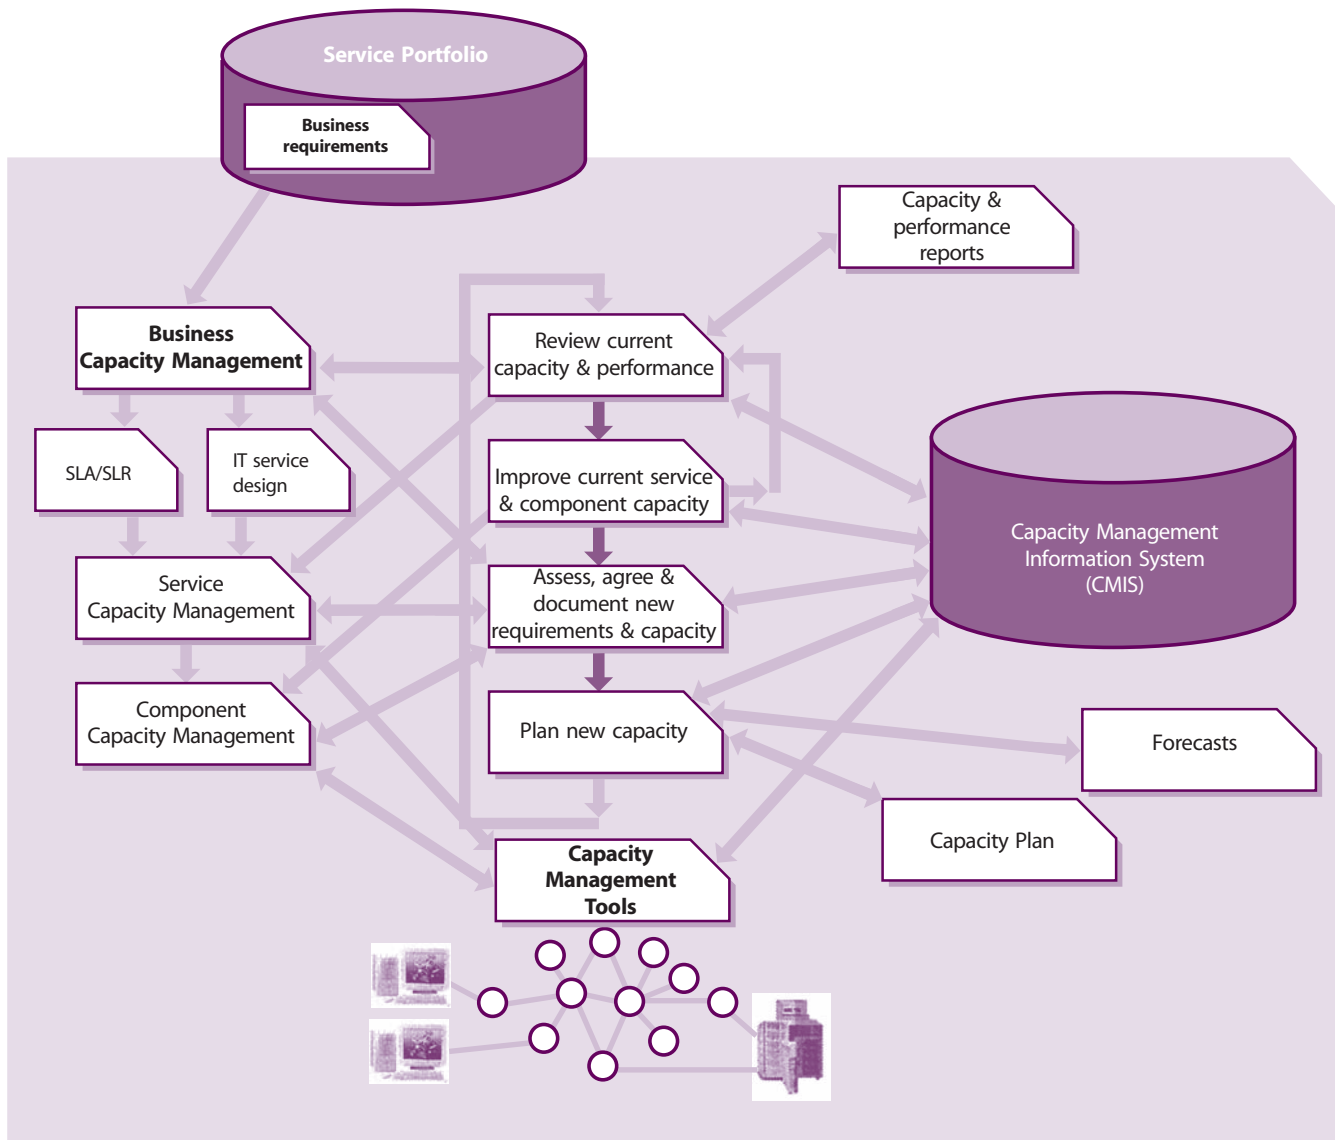 Service Portfolio
Business
requirements
Capacity &
performance
reports
Business
Capacity Management
Review current
capacity & performance
SLA/SLR
IT service
design
Improve current service
& component capacity
Capacity Management
Information System
(CMIS)
Service
Capacity Management
Assess, agree &
document new
requirements & capacity
Component
Capacity Management
Plan new capacity
Forecasts
Capacity Plan
Capacity
Management
Tools